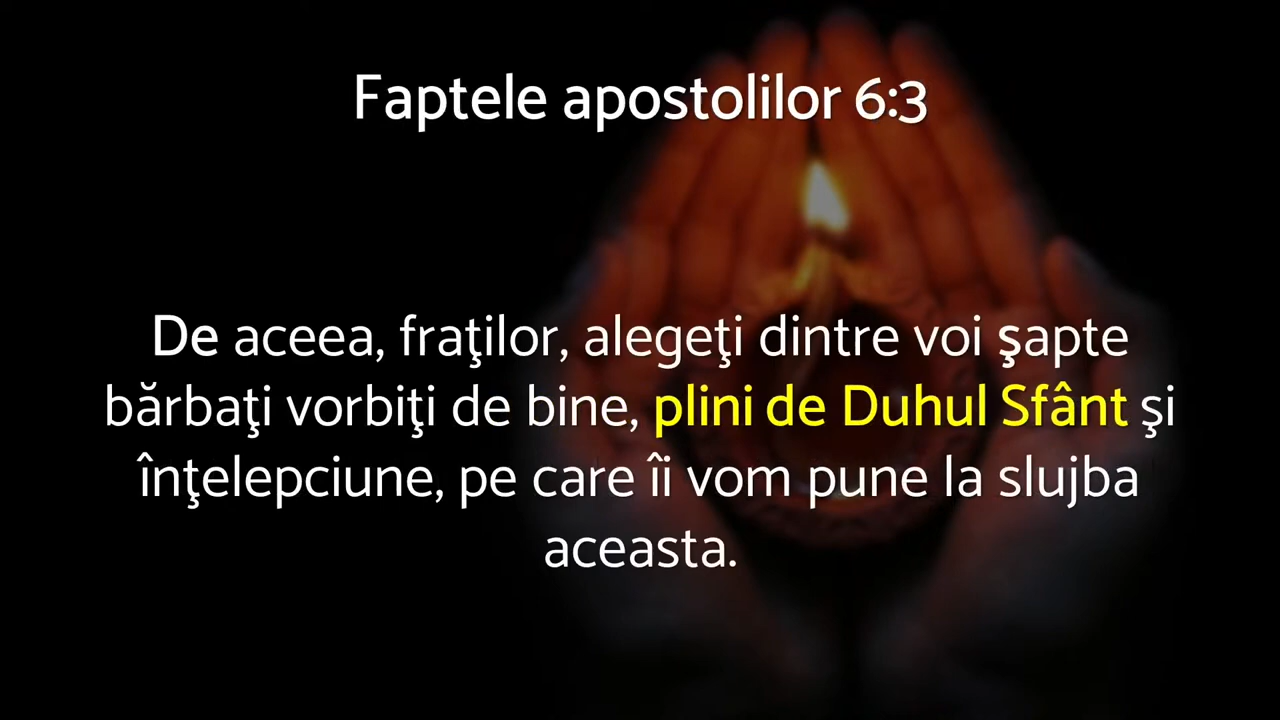 Faptele apostolilor 6:3
De aceea, fraţilor, alegeţi dintre voi şapte
bărbaţi vorbiţi de bine, plini de Duhul Sfânt şi
înţelepciune, pe care îi vom pune la slujba
aceasta.